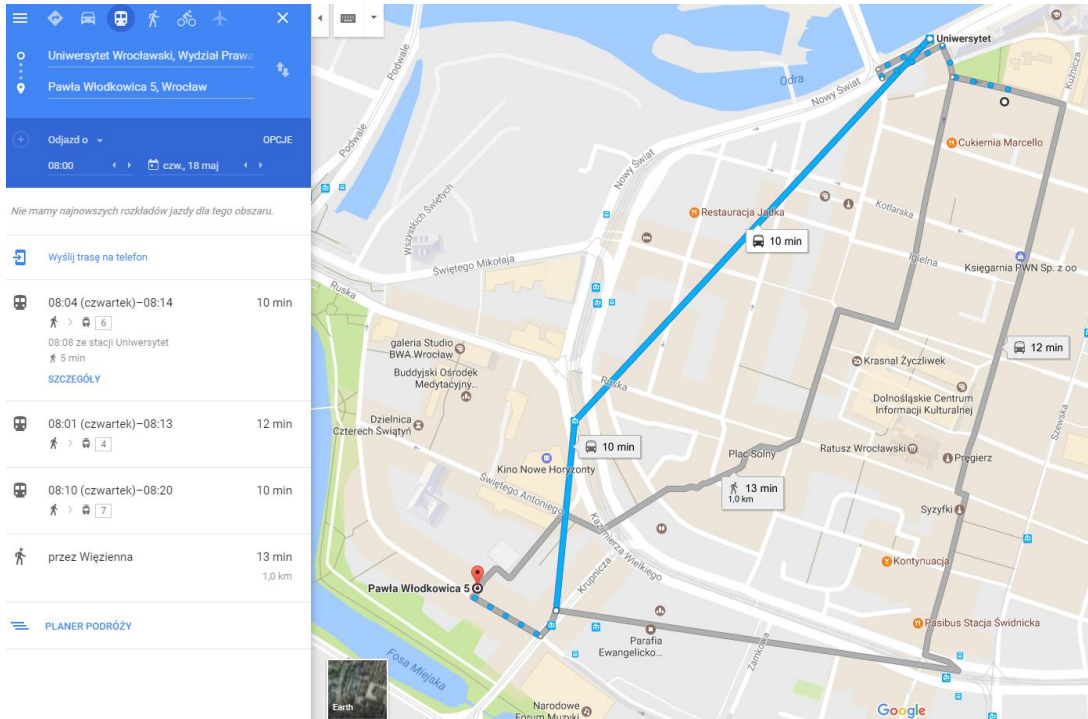 Uniwersytet Wrocławski, Wydział Prawa
Pawła Włodkowica 5, Wrocław
Odjazd o
OPCJE
08:00
czw., 18 maj
Nie mamy najnowszych rozkładów jazdy dla tego obszaru.
Wyślij trasę na telefon
08:04 (czwartek)–08:14 10 min
6
08:08 ze stacji Uniwersytet
5 min
SZCZEGÓŁY
08:01 (czwartek)–08:13 12 min
4
08:10 (czwartek)–08:20 10 min
7
przez Więzienna 13 min
1,0 km
PLANER PODRÓŻY
Uniwersytet
Odra
Nowy Świat
Kuźnicza
Podwale
Podwale
Cukiernia Marcello
Nowy Świat
Wszystkich Świętych
Restauracja Jadka
Kotlarska
10 min
Igielna
Księgarnia PWN Sp. z oo
Świętego Mikołaja
Ruska
galeria Studio
BWA Wrocław
12 min
Krasnal Życzliwek
Buddyjski Ośrodek
Medytacyjny...
Ruska
Dolnośląskie Centrum
Informacji Kulturalnej
Szewska
Dzielnica
Czterech Świątyń
10 min
Plac Solny
Ratusz Wrocławski
Pręgierz
Kino Nowe Horyzonty
Świętego Antoniego
13 min
1,0 km
Syzyfki
Kazimierza Wielkiego
Kontynuacja
Krupnicza
Pawła Włodkowica 5
Pasibus Stacja Świdnicka
Parafia
Ewangelicko...
Zamkowa
Fosa Miejska
Earth
Narodowe
Forum Muzyki
Google